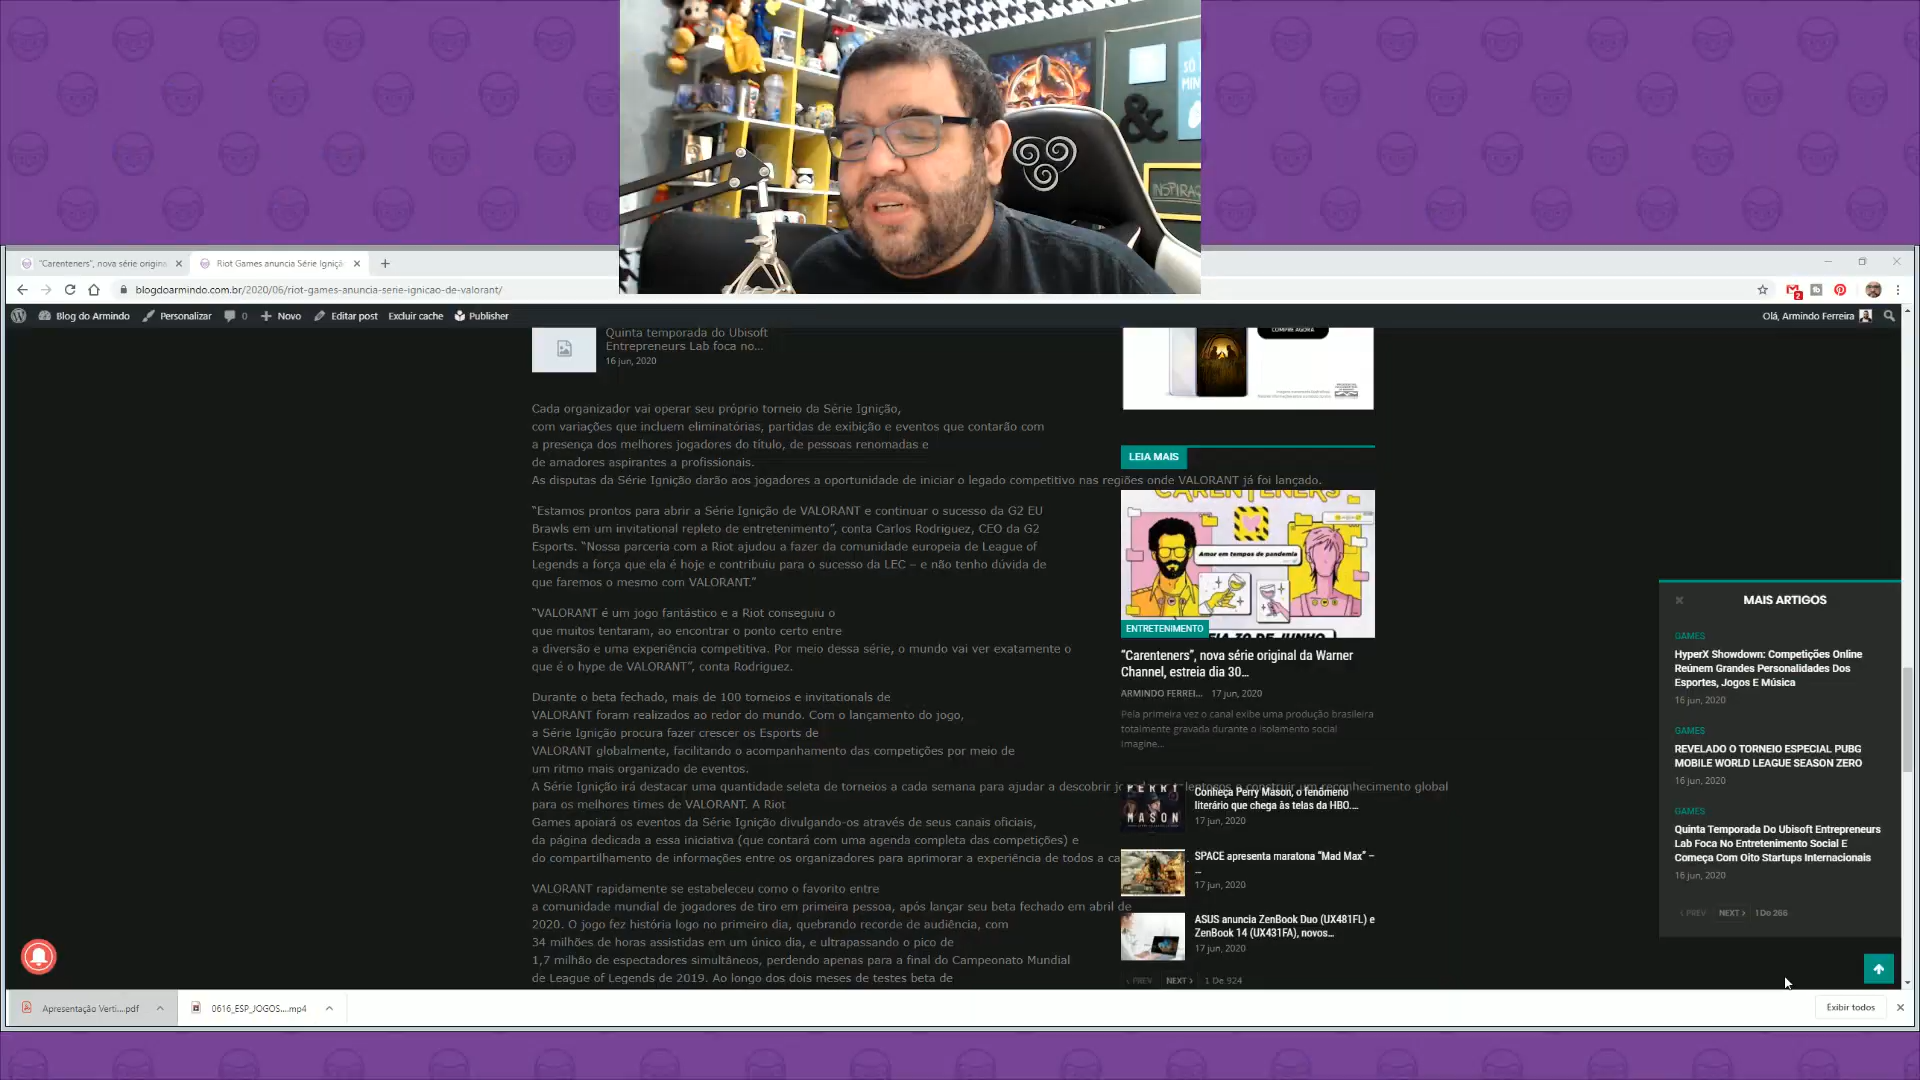 SÓ
MIN
&
INSPIRAÇ
"Carenteners", nova série origin
Riot Games anuncia Série Igniçã
blogdoarmindo.com.br/2020/06/riot-games-anuncia-serie-ignicao-de-valorant/
2
Blog do Armindo
Personalizar
0
Novo
Editar post
Excluir cache
Publisher
Olá, Armindo Ferreira
Quinta temporada do Ubisoft
Entrepreneurs Lab foca no...
16 jun, 2020
Cada organizador vai operar seu próprio torneio da Série Ignição,
com variações que incluem eliminatórias, partidas de exibição e eventos que contarão com
a presença dos melhores jogadores do título, de pessoas renomadas e
de amadores aspirantes a profissionais.
As disputas da Série Ignição darão aos jogadores a oportunidade de iniciar o legado competitivo nas regiões onde VALORANT já foi lançado.
"Estamos prontos para abrir a Série Ignição de VALORANT e continuar o sucesso da G2 EU
Brawls em um invitational repleto de entretenimento", conta Carlos Rodriguez, CEO da G2
Esports. "Nossa parceria com a Riot ajudou a fazer da comunidade europeia de League of
Legends a força que ela é hoje e contribuiu para o sucesso da LEC – e não tenho dúvida de
que faremos o mesmo com VALORANT."
"VALORANT é um jogo fantástico e a Riot conseguiu o
que muitos tentaram, ao encontrar o ponto certo entre
a diversão e uma experiência competitiva. Por meio dessa série, o mundo vai ver exatamente o
que é o hype de VALORANT", conta Rodriguez.
Durante o beta fechado, mais de 100 torneios e invitationals de
VALORANT foram realizados ao redor do mundo. Com o lançamento do jogo,
a Série Ignição procura fazer crescer os Esports de
VALORANT globalmente, facilitando o acompanhamento das competições por meio de
um ritmo mais organizado de eventos.
A Série Ignição irá destacar uma quantidade seleta de torneios a cada semana para ajudar a descobrir jo
talentosos e construir um reconhecimento global
para os melhores times de VALORANT. A Riot
Games apoiará os eventos da Série Ignição divulgando-os através de seus canais oficiais,
da página dedicada a essa iniciativa (que contará com uma agenda completa das competições) e
do compartilhamento de informações entre os organizadores para aprimorar a experiência de todos a ca
VALORANT rapidamente se estabeleceu como o favorito entre
a comunidade mundial de jogadores de tiro em primeira pessoa, após lançar seu beta fechado em abril de
2020. O jogo fez história logo no primeiro dia, quebrando recorde de audiência, com
34 milhões de horas assistidas em um único dia, e ultrapassando o pico de
1,7 milhão de espectadores simultâneos, perdendo apenas para a final do Campeonato Mundial
de League of Legends de 2019. Ao longo dos dois meses de testes beta de
COMPRE AGORA
LEIA MAIS
CARENTENERS
Amor em tempos de pandemia
ENTRETENIMENTO
"Carenteners", nova série original da Warner
Channel, estreia dia 30...
ARMINDO FERREI...
17 jun, 2020
Pela primeira vez o canal exibe uma produção brasileira
totalmente gravada durante o isolamento social
Imagine...
PERRY
MASON
Conheça Perry Mason, o fenômeno
literário que chega às telas da HBO....
17 jun, 2020
SPACE apresenta maratona "Mad Max" –
...
17 jun, 2020
ASUS anuncia ZenBook Duo (UX481FL) e
ZenBook 14 (UX431FA), novos...
17 jun, 2020
PREV
NEXT
1 De 924
MAIS ARTIGOS
GAMES
HyperX Showdown: Competições Online
Reúnem Grandes Personalidades Dos
Esportes, Jogos E Música
16 jun, 2020
GAMES
REVELADO O TORNEIO ESPECIAL PUBG
MOBILE WORLD LEAGUE SEASON ZERO
16 jun, 2020
GAMES
Quinta Temporada Do Ubisoft Entrepreneurs
Lab Foca No Entretenimento Social E
Começa Com Oito Startups Internacionais
16 jun, 2020
PREV
NEXT
1 Do 266
Apresentação Verti....pdf
0616_ESP_JOGOS....mp4
Exibir todos